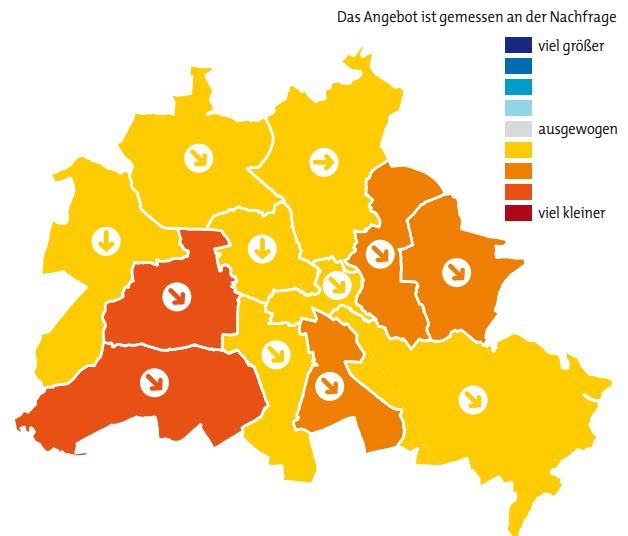 Das Angebot ist gemessen an der Nachfrage
viel größer
ausgewogen
viel kleiner